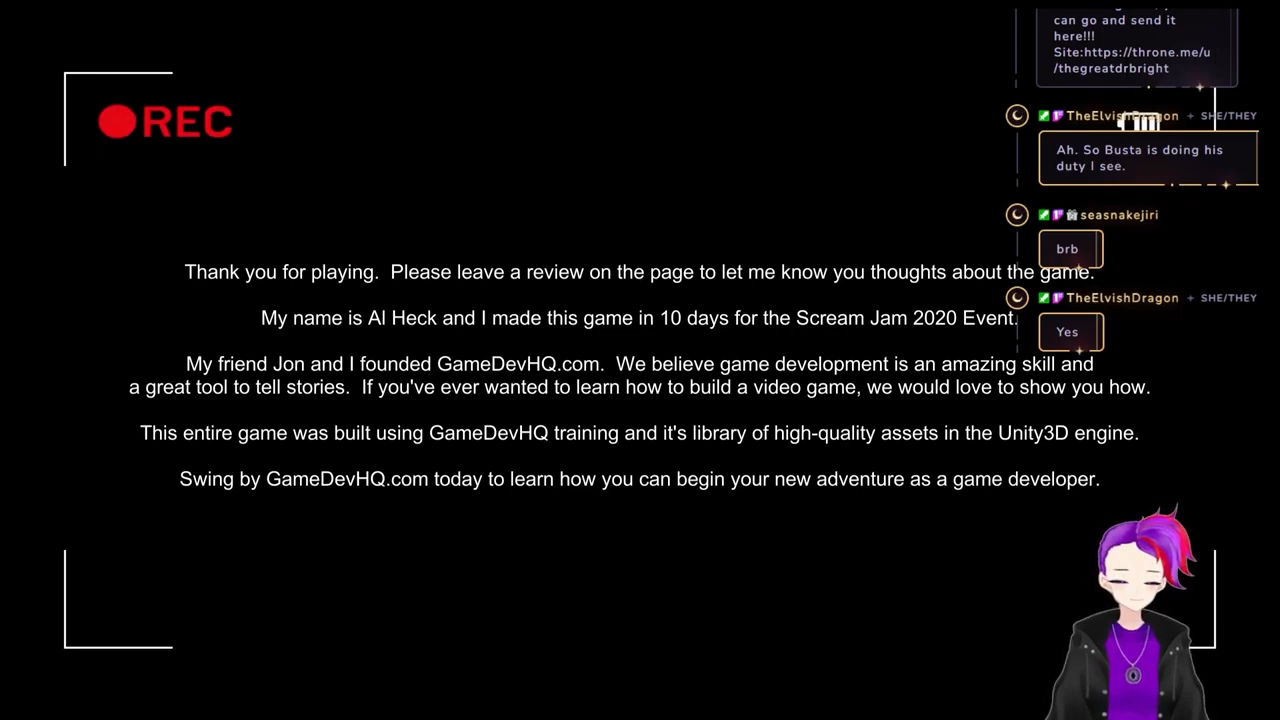 can go and send it
here!!!
Site:https://throne.me/u
/thegreatdrbright
REC
TheElvishDragon + SHE/THEY
Ah. So Busta is doing his
duty I see.
seasnakejiri
brb
Thank you for playing.  Please leave a review on the page to let me know you thoughts about the game.
TheElvishDragon + SHE/THEY
My name is Al Heck and I made this game in 10 days for the Scream Jam 2020 Event.
Yes
My friend Jon and I founded GameDevHQ.com.  We believe game development is an amazing skill and
a great tool to tell stories.  If you've ever wanted to learn how to build a video game, we would love to show you how.
This entire game was built using GameDevHQ training and it's library of high-quality assets in the Unity3D engine.
Swing by GameDevHQ.com today to learn how you can begin your new adventure as a game developer.